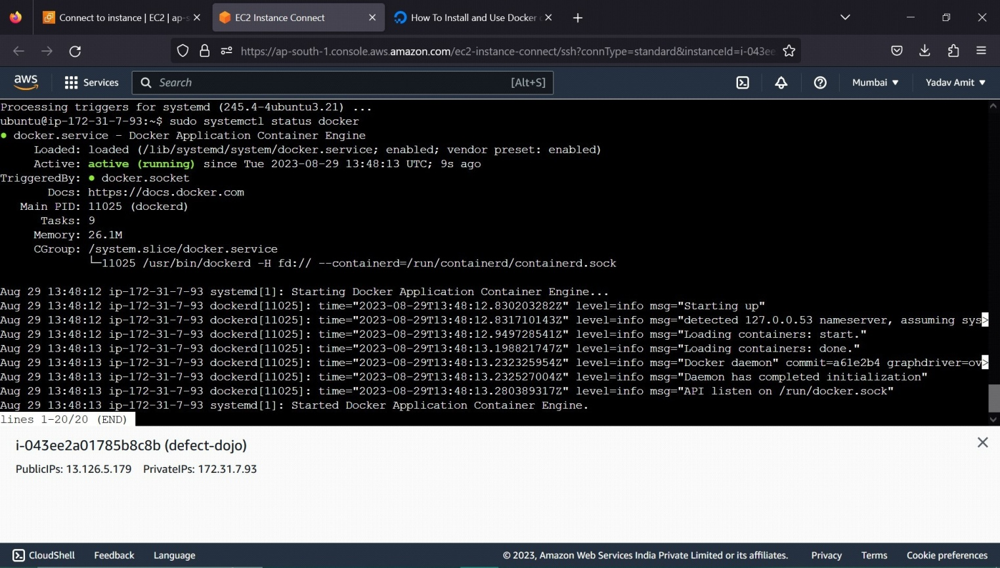 Connect to instance | EC2 | ap-s
EC2 Instance Connect
How To Install and Use Docker
https://ap-south-1.console.aws.amazon.com/ec2-instance-connect/ssh?connType=standard&instanceId=i-043ee
aws
Services
Search
[Alt+S]
Mumbai
Yadav Amit
Processing triggers for systemd (245.4-4ubuntu3.21) ...
ubuntu@ip-172-31-7-93:~$ sudo systemctl status docker
● docker.service - Docker Application Container Engine
Loaded: loaded (/lib/systemd/system/docker.service; enabled; vendor preset: enabled)
Active: active (running) since Tue 2023-08-29 13:48:13 UTC; 9s ago
TriggeredBy: ● docker.socket
Docs: https://docs.docker.com
Main PID: 11025 (dockerd)
Tasks: 9
Memory: 26.1M
CGroup: /system.slice/docker.service
└─11025 /usr/bin/dockerd -H fd:// --containerd=/run/containerd/containerd.sock
Aug 29 13:48:12 ip-172-31-7-93 systemd[1]: Starting Docker Application Container Engine...
Aug 29 13:48:12 ip-172-31-7-93 dockerd[11025]: time="2023-08-29T13:48:12.830203282Z" level=info msg="Starting up"
Aug 29 13:48:12 ip-172-31-7-93 dockerd[11025]: time="2023-08-29T13:48:12.831710143Z" level=info msg="detected 127.0.0.53 nameserver, assuming sys>
Aug 29 13:48:12 ip-172-31-7-93 dockerd[11025]: time="2023-08-29T13:48:12.949728541Z" level=info msg="Loading containers: start."
Aug 29 13:48:13 ip-172-31-7-93 dockerd[11025]: time="2023-08-29T13:48:13.198821747Z" level=info msg="Loading containers: done."
Aug 29 13:48:13 ip-172-31-7-93 dockerd[11025]: time="2023-08-29T13:48:13.232325954Z" level=info msg="Docker daemon" commit=a61e2b4 graphdriver=ov>
Aug 29 13:48:13 ip-172-31-7-93 dockerd[11025]: time="2023-08-29T13:48:13.232527004Z" level=info msg="Daemon has completed initialization"
Aug 29 13:48:13 ip-172-31-7-93 dockerd[11025]: time="2023-08-29T13:48:13.280389317Z" level=info msg="API listen on /run/docker.sock"
Aug 29 13:48:13 ip-172-31-7-93 systemd[1]: Started Docker Application Container Engine.
lines 1-20/20 (END)
i-043ee2a01785b8c8b (defect-dojo)
PublicIPs: 13.126.5.179 PrivateIPs: 172.31.7.93
CloudShell
Feedback
Language
© 2023, Amazon Web Services India Private Limited or its affiliates.
Privacy
Terms
Cookie preferences